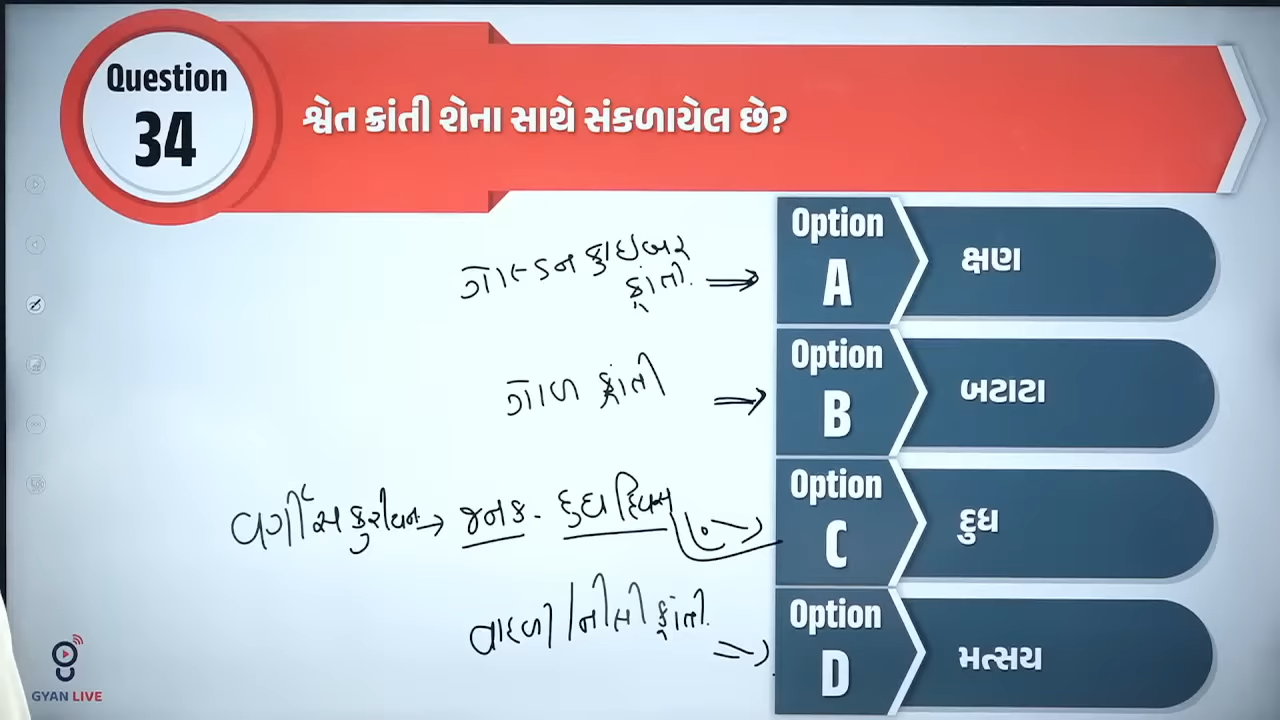 Question
34
શ્વેત ક્રાંતી શેના સાથે સંકળાયેલ છે?
ગોલ્ડન ફાઇબર
ક્રાંતી.
Option
A
ક્ષણ
ગોળ ક્રાંતી
Option
B
બટાટા
વર્ગીસ કુરીયન → જનક - દુધ દિવસ
Option
C
દુધ
વાદળી / નીલી ક્રાંતી.
Option
D
મત્સય
GYAN LIVE